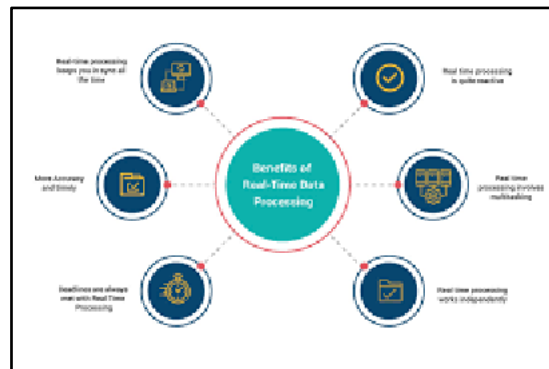 Real-time processing
keeps you in sync all
the time
Real time processing
is quite reactive
Benefits of
Real-Time Data
Processing
More Accuracy
and timely
Real time
processing involves
multitasking
Deadlines are always
met with Real Time
Processing
Real time processing
works independently